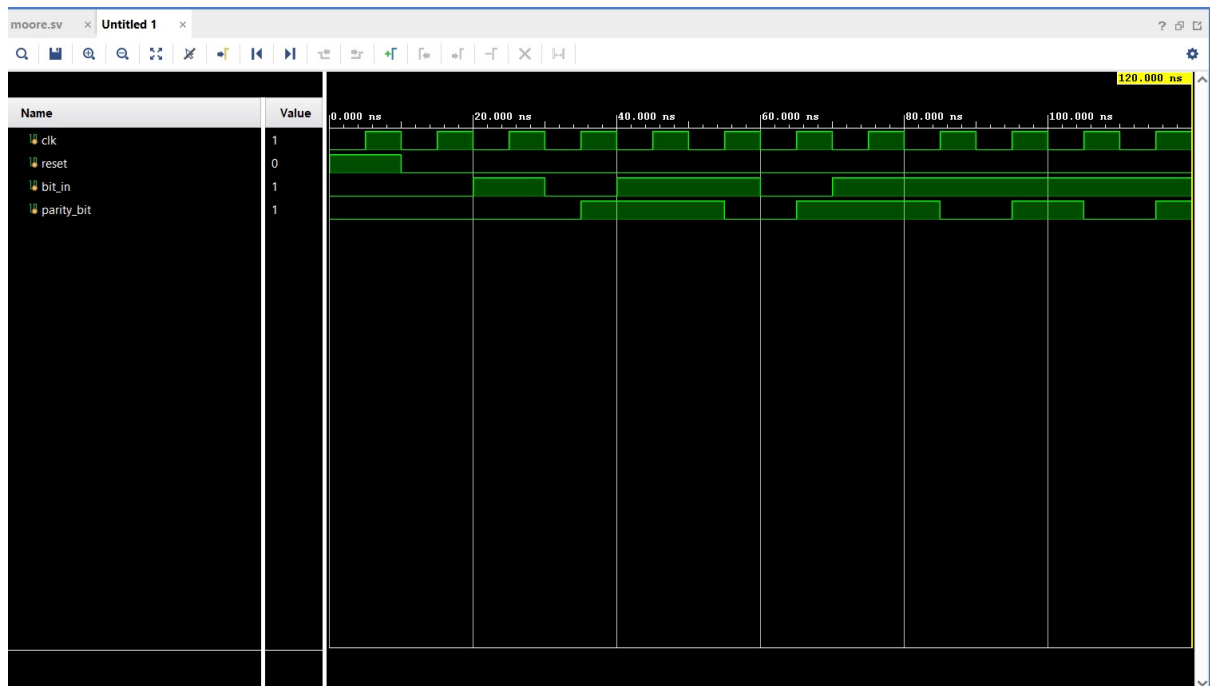 moore.sv × Untitled 1 ×
120.000 ns
Name Value 0.000 ns 20.000 ns 40.000 ns 60.000 ns 80.000 ns 100.000 ns
clk 1
reset 0
bit_in 1
parity_bit 1